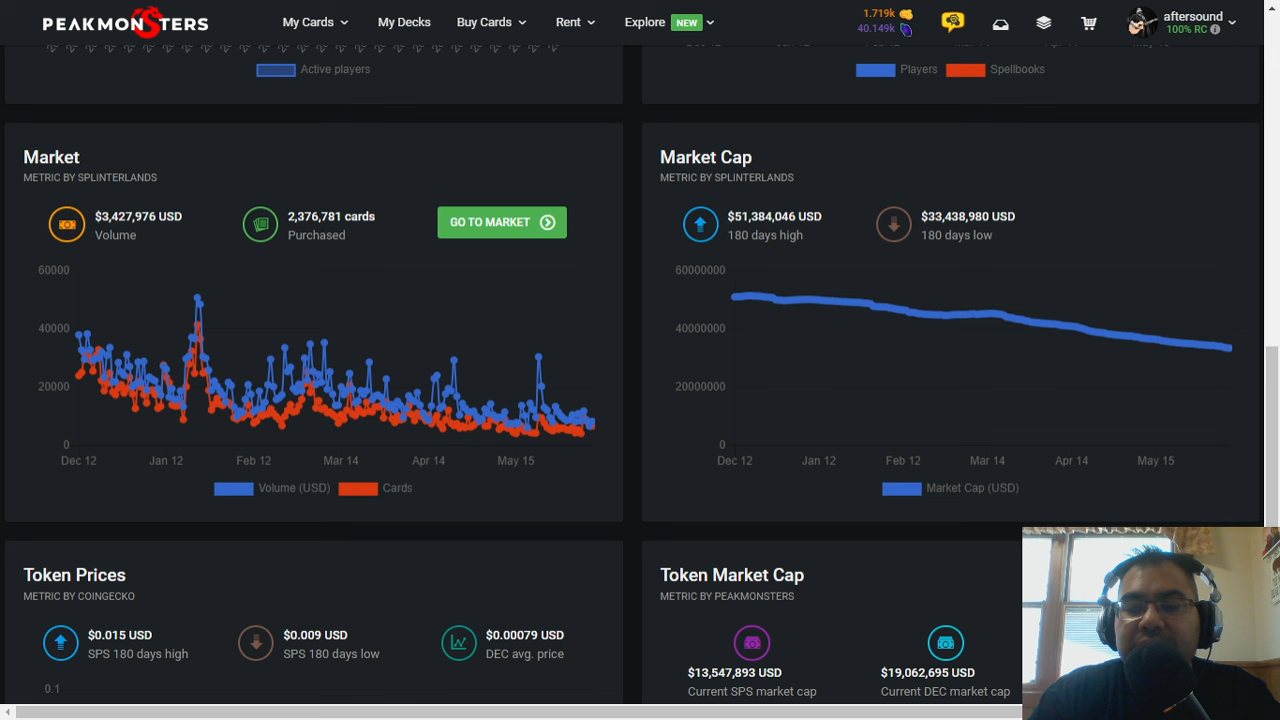 PEAKMONSTERS My Cards My Decks Buy Cards Rent Explore NEW 1.719k 40.149k aftersound 100% RC
Active players
Players Spellbooks
Market
METRIC BY SPLINTERLANDS
$3,427,976 USD
Volume
2,376,781 cards
Purchased
GO TO MARKET
60000
40000
20000
0
Dec 12 Jan 12 Feb 12 Mar 14 Apr 14 May 15
Volume (USD) Cards
Market Cap
METRIC BY SPLINTERLANDS
$51,384,046 USD
180 days high
$33,438,980 USD
180 days low
60000000
40000000
20000000
0
Dec 12 Jan 12 Feb 12 Mar 14 Apr 14 May 15
Market Cap (USD)
Token Prices
METRIC BY COINGECKO
$0.015 USD
SPS 180 days high
$0.009 USD
SPS 180 days low
$0.00079 USD
DEC avg. price
0.1
Token Market Cap
METRIC BY PEAKMONSTERS
$13,547,893 USD
Current SPS market cap
$19,062,695 USD
Current DEC market cap